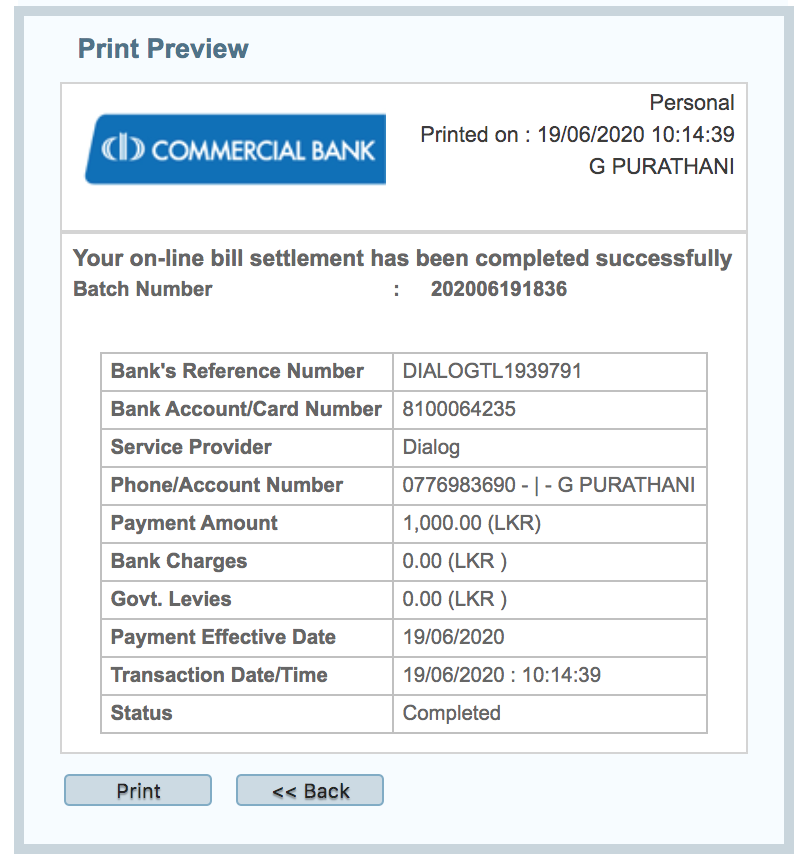 Print Preview
COMMERCIAL BANK
Personal
Printed on : 19/06/2020 10:14:39
G PURATHANI
Your on-line bill settlement has been completed successfully
Batch Number : 202006191836
Bank's Reference Number DIALOGTL1939791
Bank Account/Card Number 8100064235
Service Provider Dialog
Phone/Account Number 0776983690 - | - G PURATHANI
Payment Amount 1,000.00 (LKR)
Bank Charges 0.00 (LKR )
Govt. Levies 0.00 (LKR )
Payment Effective Date 19/06/2020
Transaction Date/Time 19/06/2020 : 10:14:39
Status Completed
Print << Back